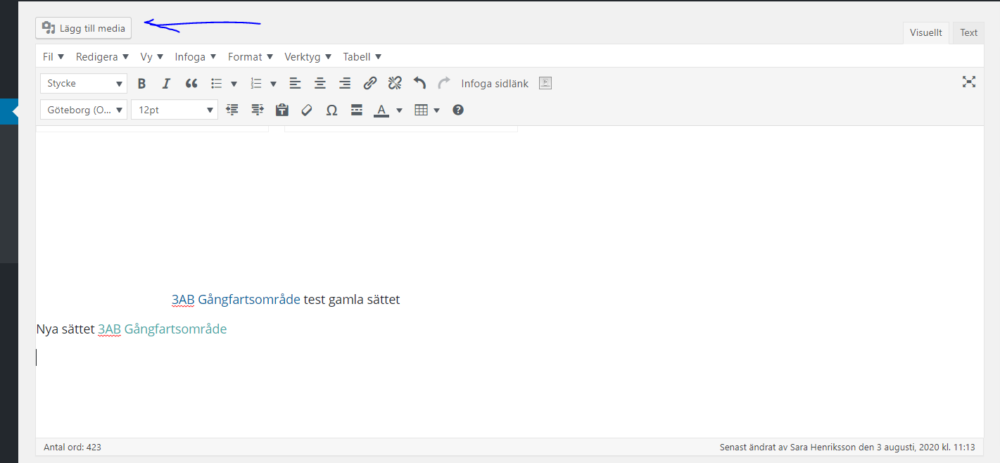 Lägg till media
Visuellt Text
Fil Redigera Vy Infoga Format Verktyg Tabell
Stycke B I Infoga sidlänk
Göteborg (O... 12pt Ω A
3AB Gångfartsområde test gamla sättet
Nya sättet 3AB Gångfartsområde
Antal ord: 423 Senast ändrat av Sara Henriksson den 3 augusti, 2020 kl. 11:13